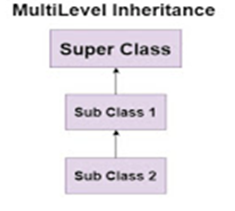 MultiLevel Inheritance
Super Class
Sub Class 1
Sub Class 2